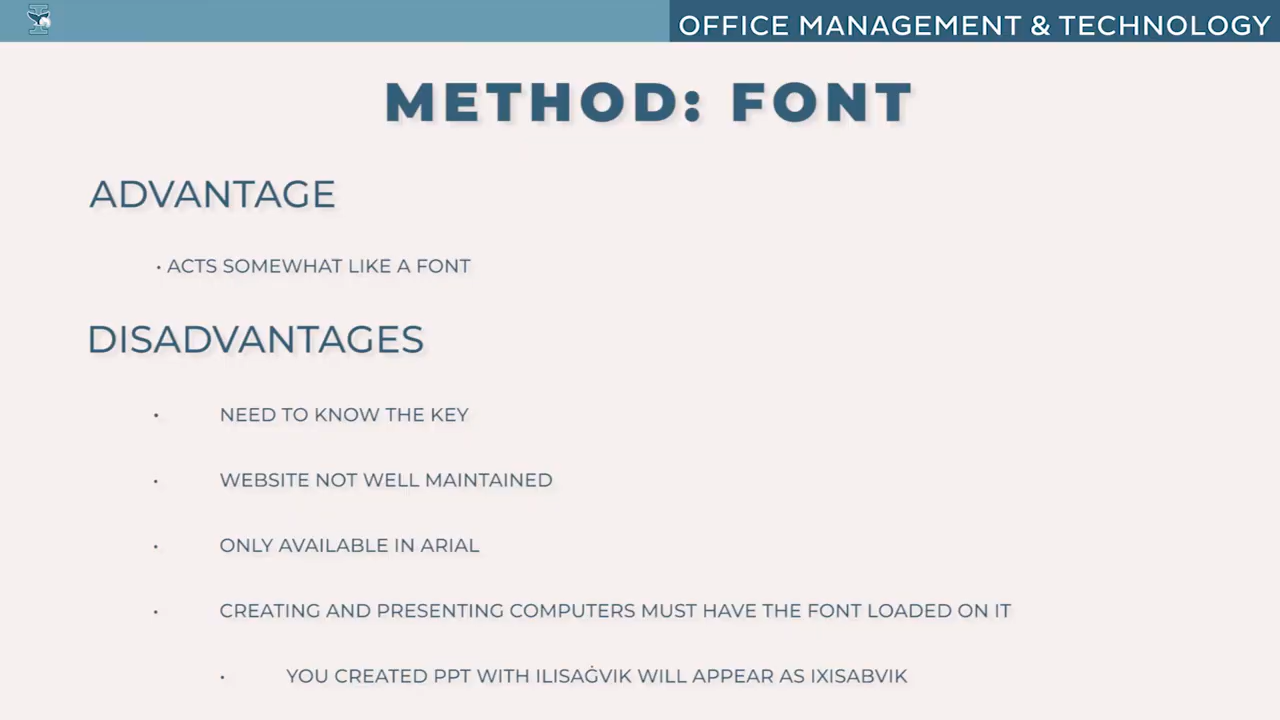 OFFICE MANAGEMENT & TECHNOLOGY
METHOD: FONT
ADVANTAGE
• ACTS SOMEWHAT LIKE A FONT
DISADVANTAGES
• NEED TO KNOW THE KEY
• WEBSITE NOT WELL MAINTAINED
• ONLY AVAILABLE IN ARIAL
• CREATING AND PRESENTING COMPUTERS MUST HAVE THE FONT LOADED ON IT
• YOU CREATED PPT WITH ILISAĠVIK WILL APPEAR AS IXISABVIK